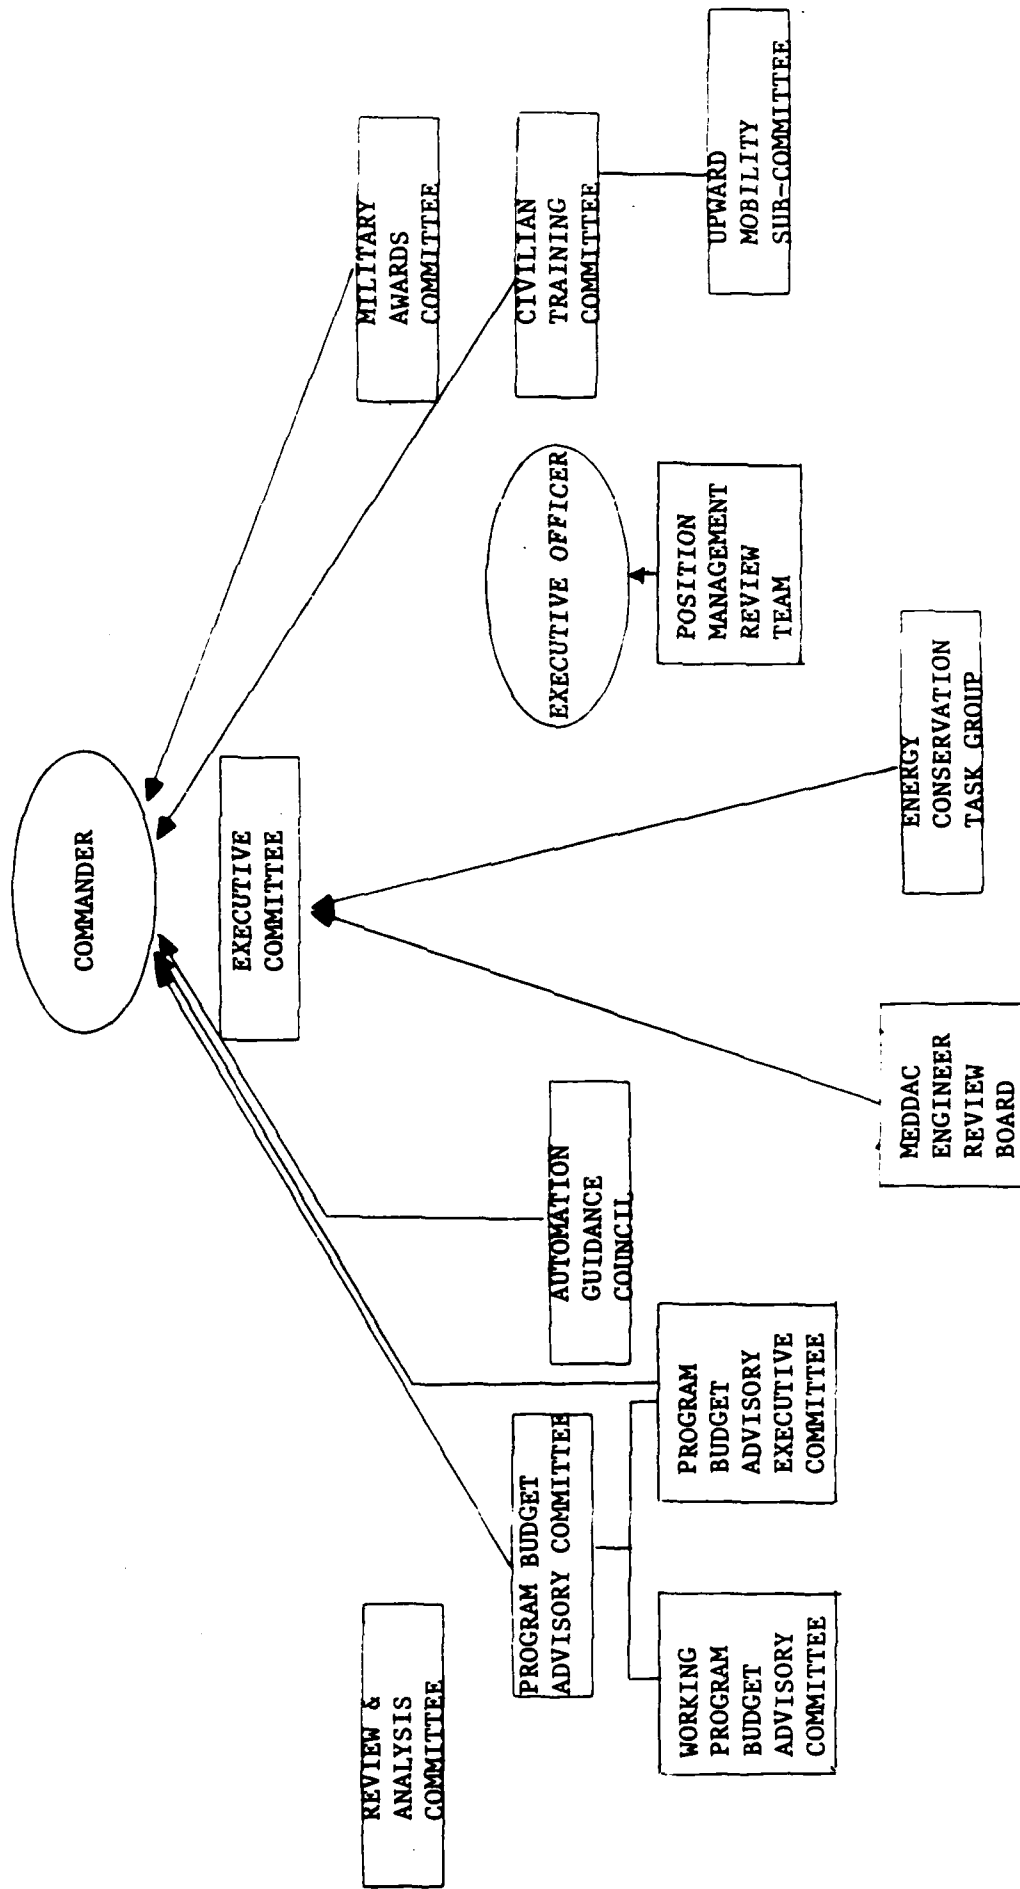 COMMANDER
EXECUTIVE
COMMITTEE
REVIEW &
ANALYSIS
COMMITTEE
MILITARY
AWARDS
COMMITTEE
PROGRAM BUDGET
ADVISORY COMMITTEE
AUTOMATION
GUIDANCE
COUNCIL
EXECUTIVE OFFICER
CIVILIAN
TRAINING
COMMITTEE
WORKING
PROGRAM
BUDGET
ADVISORY
COMMITTEE
PROGRAM
BUDGET
ADVISORY
EXECUTIVE
COMMITTEE
POSITION
MANAGEMENT
REVIEW
TEAM
UPWARD
MOBILITY
SUB-COMMITTEE
MEDDAC
ENGINEER
REVIEW
BOARD
ENERGY
CONSERVATION
TASK GROUP